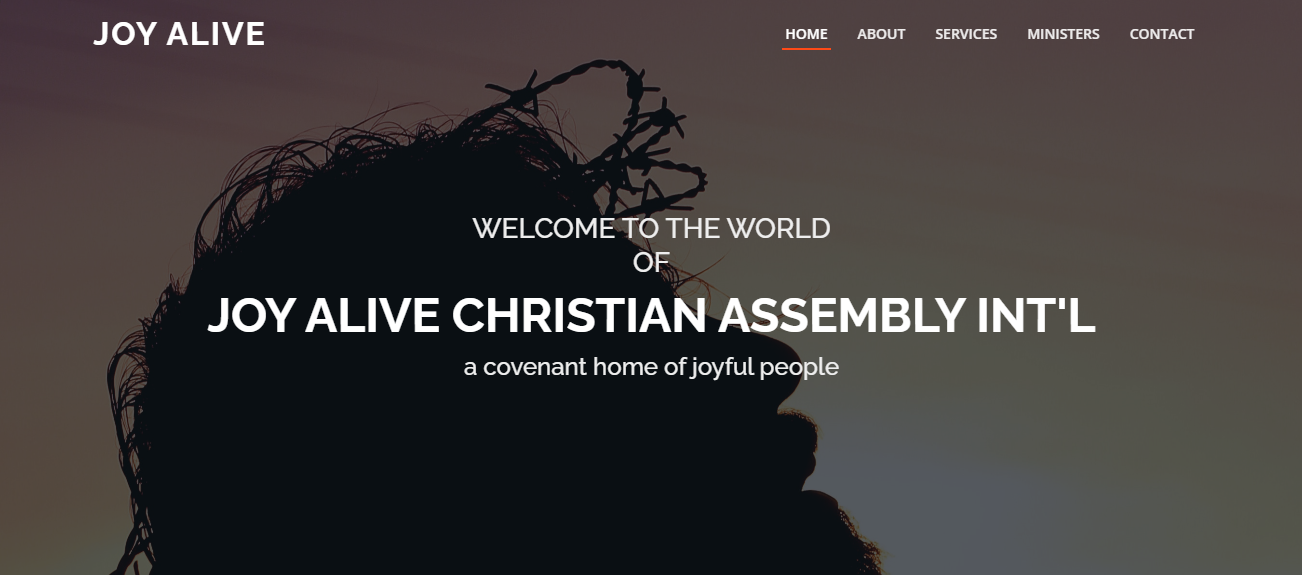 JOY ALIVE
HOME ABOUT SERVICES MINISTERS CONTACT
WELCOME TO THE WORLD
OF
JOY ALIVE CHRISTIAN ASSEMBLY INT'L
a covenant home of joyful people